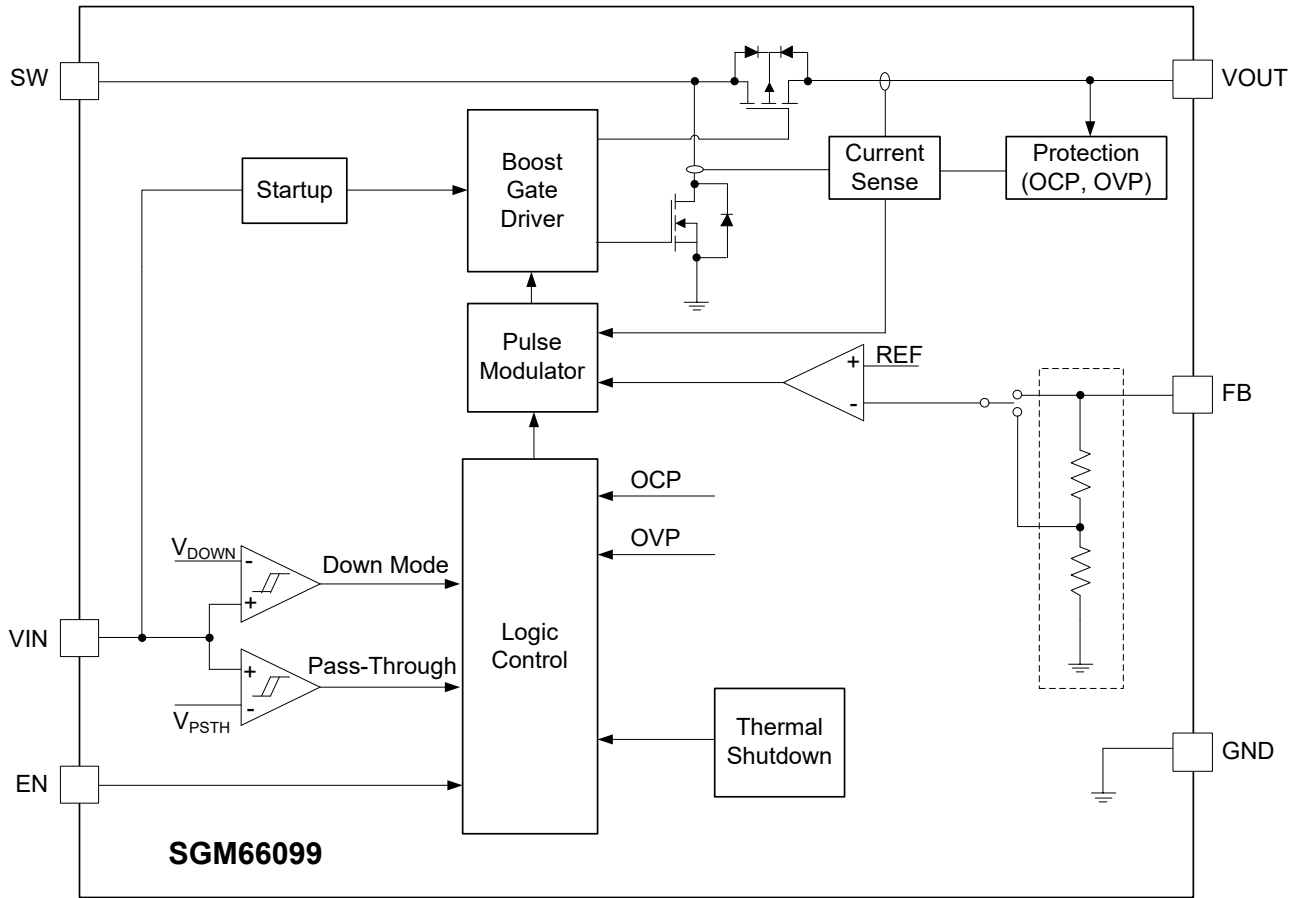 SW
VOUT
Boost
Gate
Driver
Current
Sense
Protection
(OCP, OVP)
Startup
Pulse
Modulator
+
REF
-
FB
OCP
OVP
VDOWN
-
+
Down Mode
VIN
Logic
Control
+
Pass-Through
-
VPSTH
Thermal
Shutdown
GND
EN
SGM66099